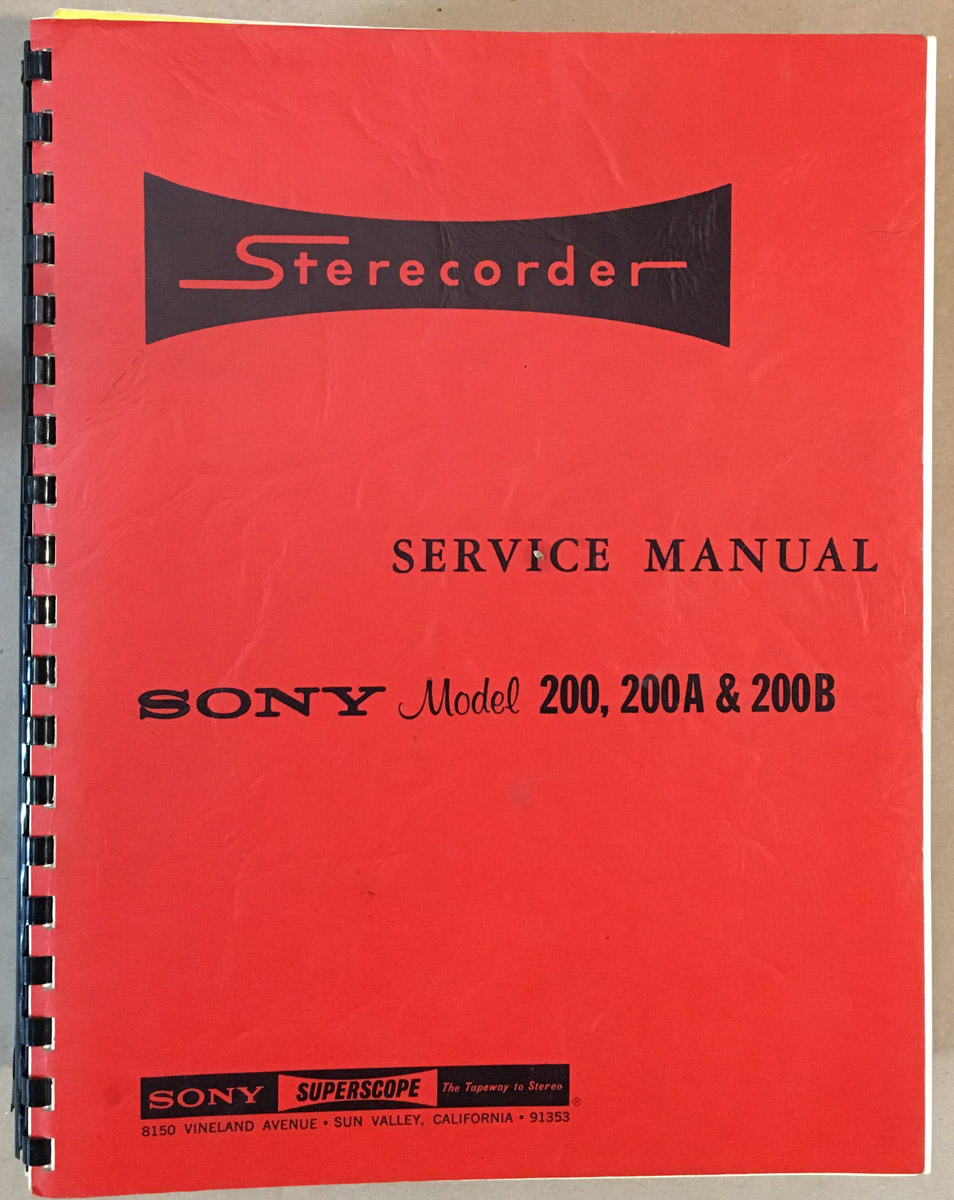 Sterecorder
SERVICE MANUAL
SONY Model 200, 200A & 200B
SONY SUPERSCOPE The Tapeway to Stereo ®
8150 VINELAND AVENUE • SUN VALLEY, CALIFORNIA • 91353